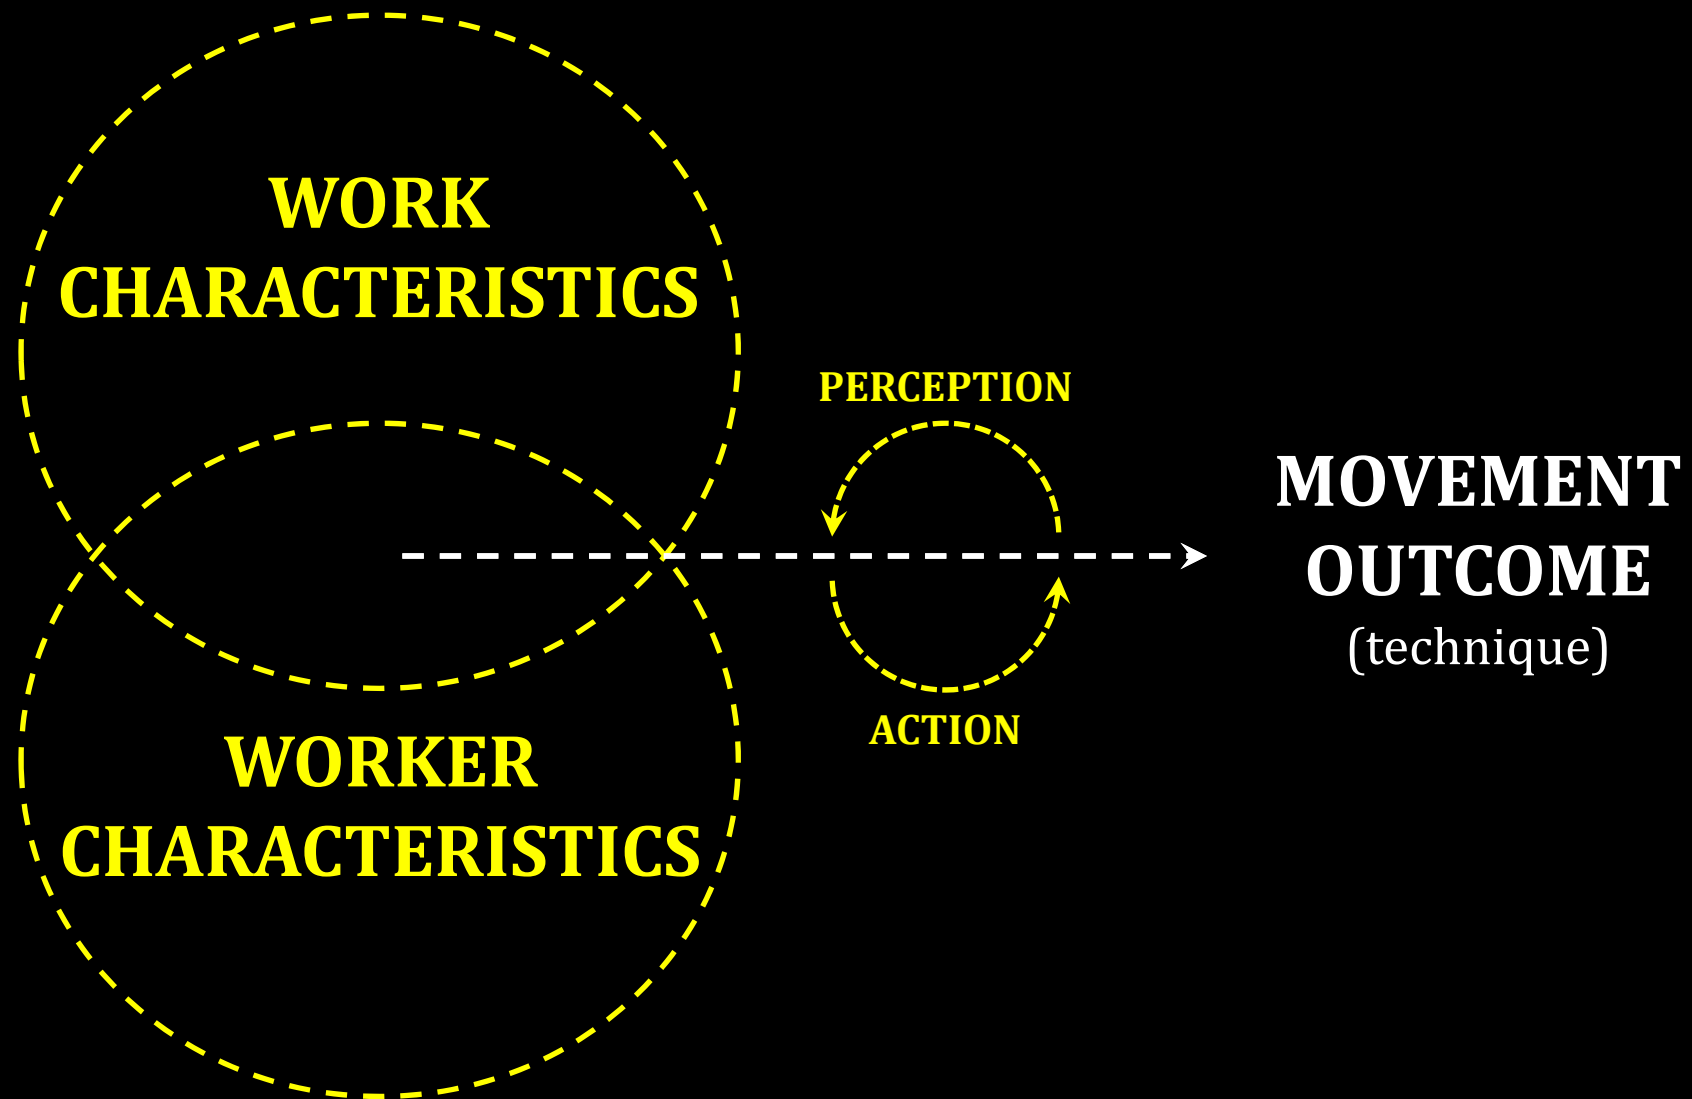 WORK
CHARACTERISTICS
PERCEPTION
MOVEMENT
OUTCOME
(technique)
ACTION
WORKER
CHARACTERISTICS